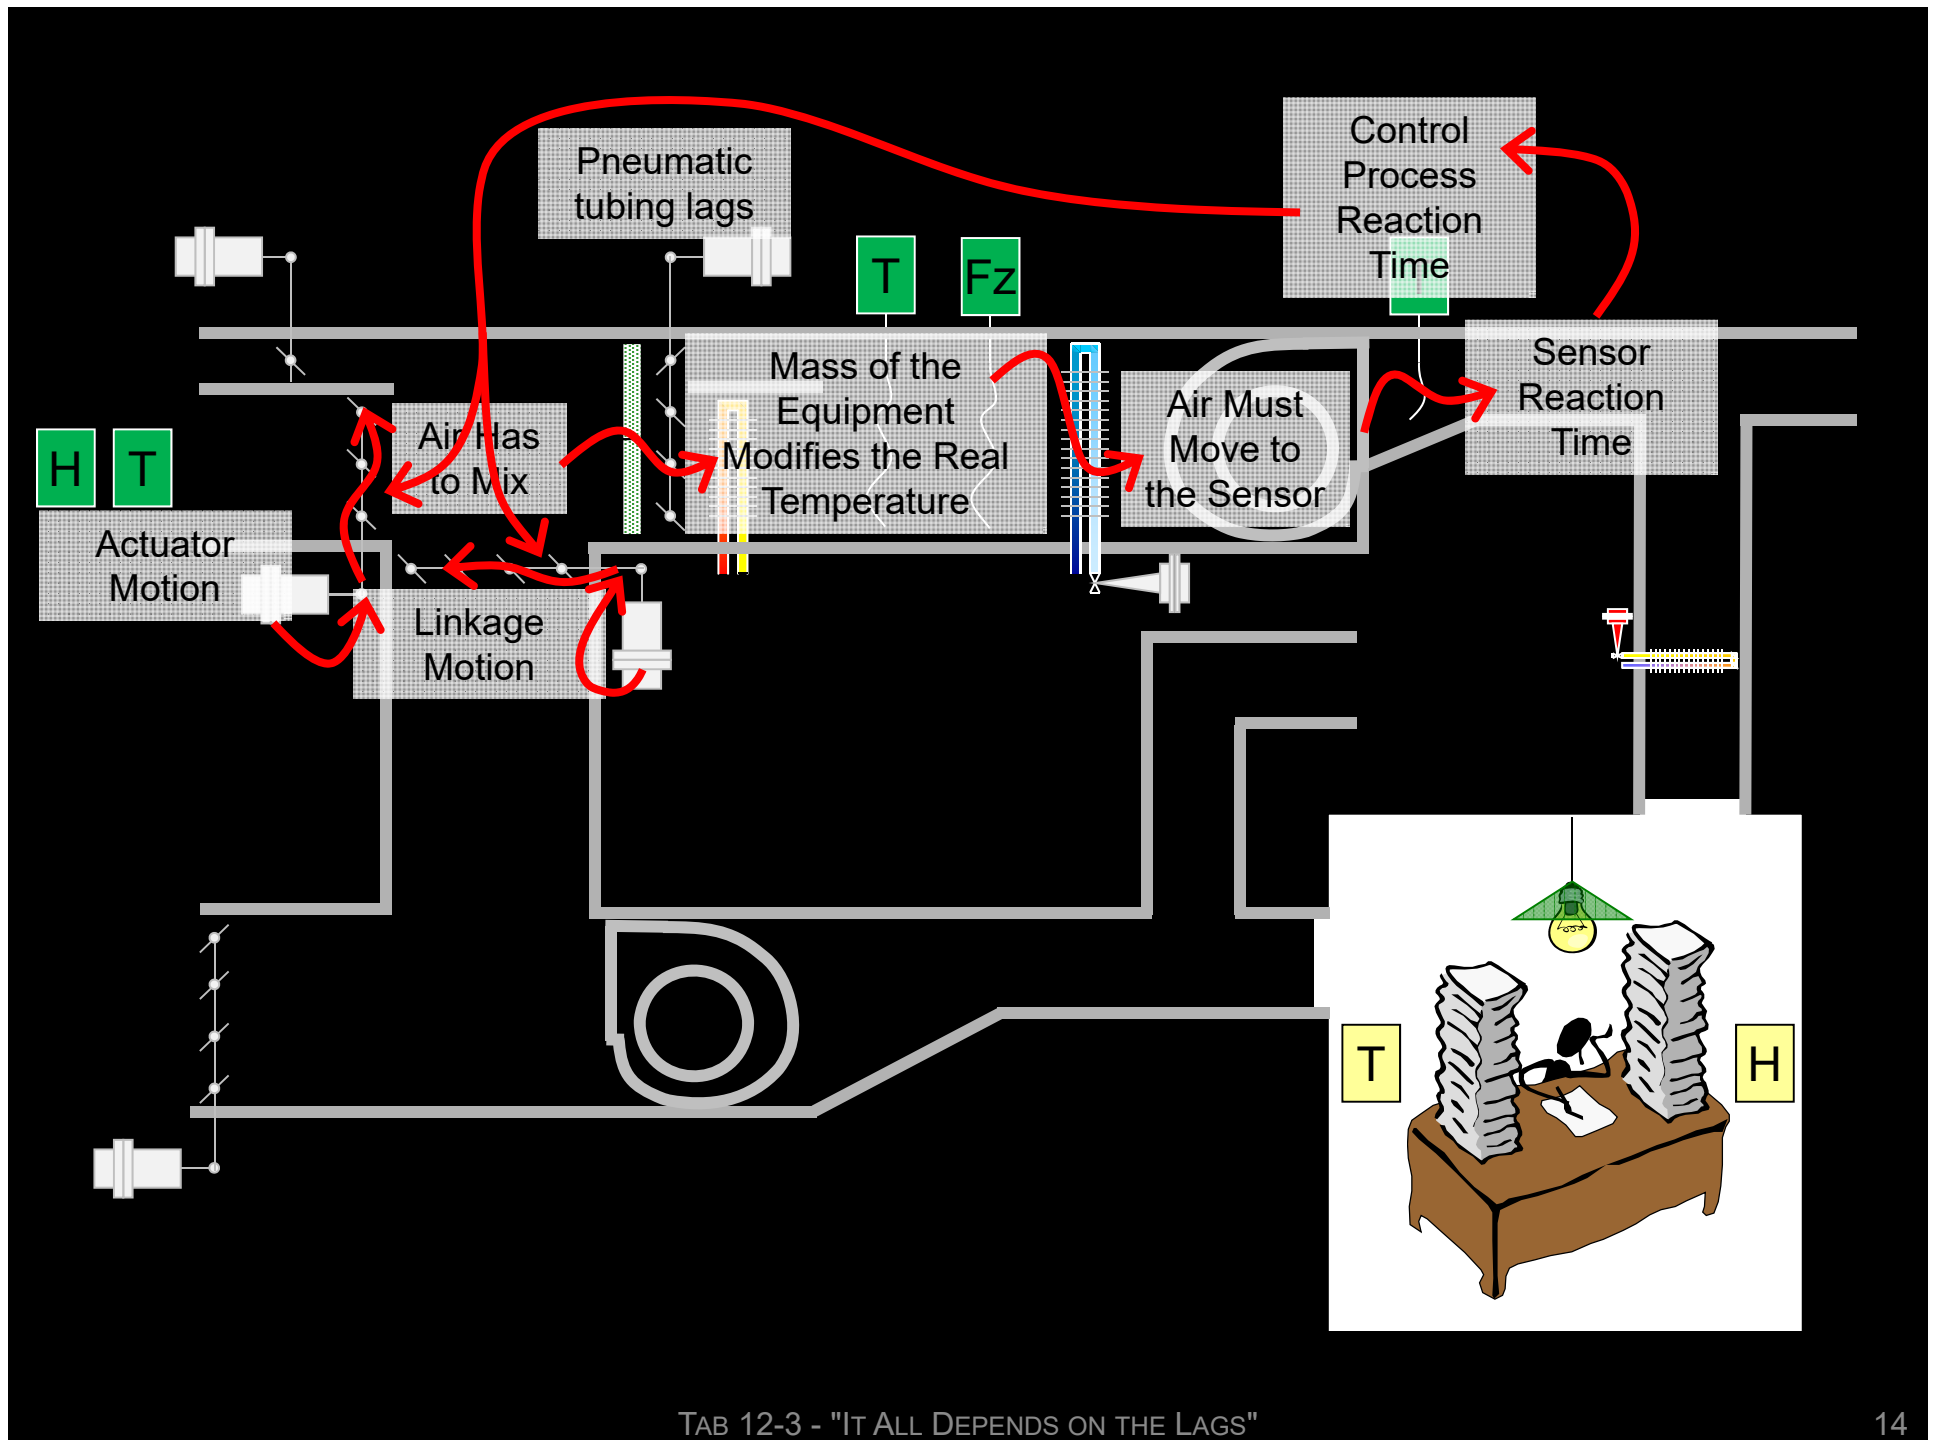 Control
Process
Reaction
Time
Pneumatic
tubing lags
T
Fz
Sensor
Reaction
Time
Mass of the
Equipment
Modifies the Real
Temperature
Air Must
Move to
the Sensor
Air Has
to Mix
H
T
Actuator
Motion
Linkage
Motion
T
H
TAB 12-3 - "IT ALL DEPENDS ON THE LAGS"
14